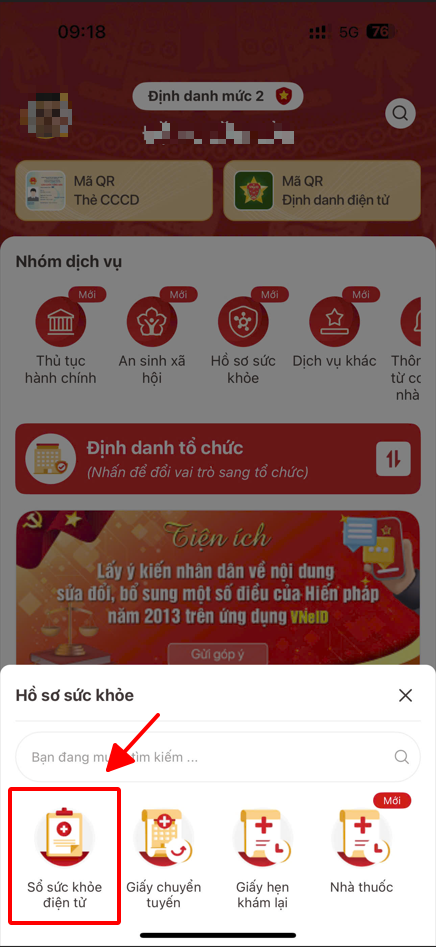 09:18
5G
76
Định danh mức 2
Mã QR
Thẻ CCCD
Mã QR
Định danh điện tử
Nhóm dịch vụ
Mới
Mới
Mới
Mới
Thủ tục
hành chính
An sinh xã
hội
Hồ sơ sức
khỏe
Dịch vụ khác
Thôn
từ cơ
nhà
Định danh tổ chức
(Nhấn để đổi vai trò sang tổ chức)
Tiện ích
Lấy ý kiến nhân dân về nội dung
sửa đổi, bổ sung một số điều của Hiến pháp
năm 2013 trên ứng dụng VNeID
Gửi góp ý
Hồ sơ sức khỏe
Bạn đang mu tìm kiếm ...
Mới
Sổ sức khỏe
điện tử
Giấy chuyển
tuyến
Giấy hẹn
khám lại
Nhà thuốc